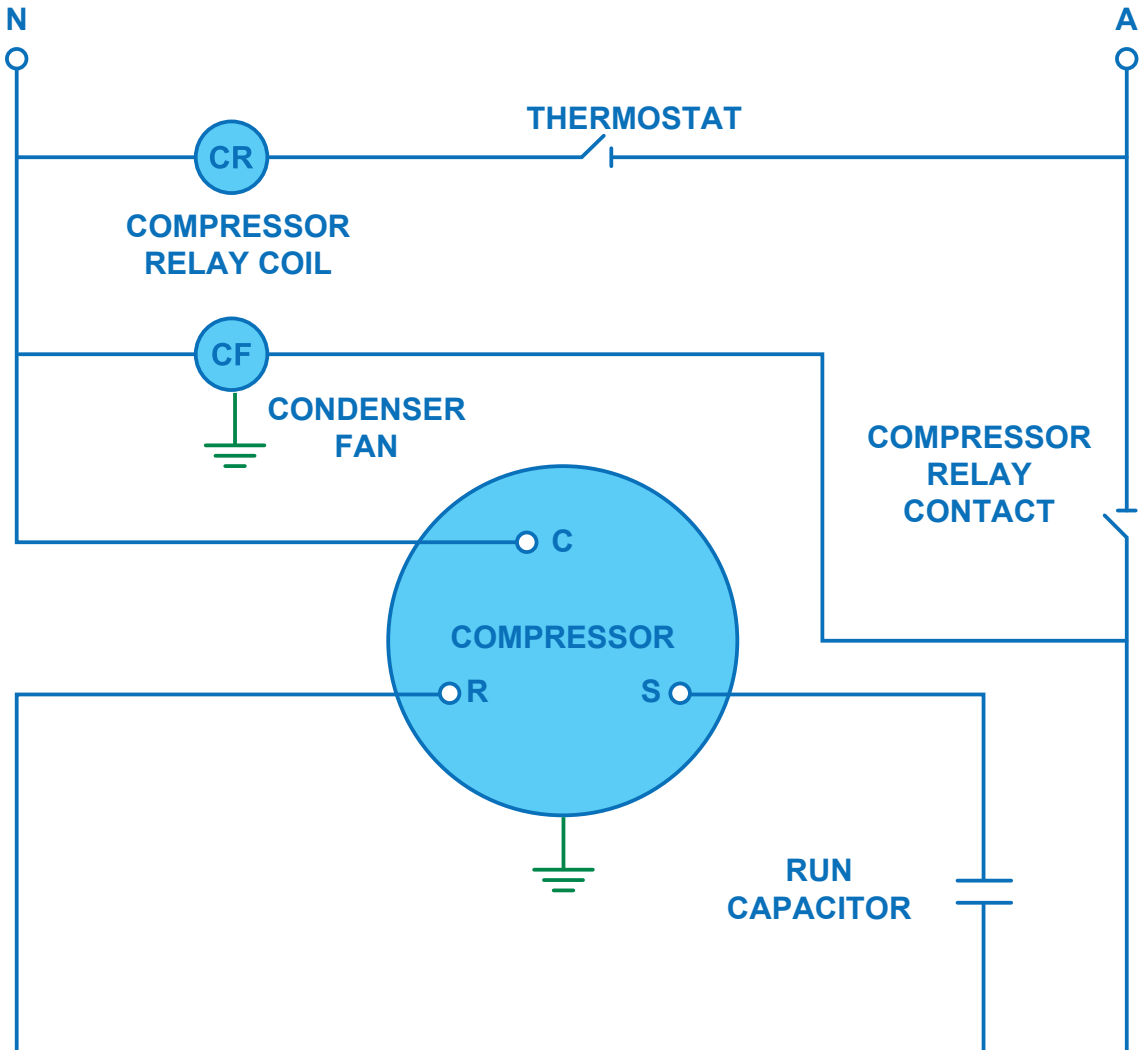 N
A
THERMOSTAT
CR
COMPRESSOR
RELAY COIL
CF
CONDENSER
FAN
COMPRESSOR
RELAY
CONTACT
C
COMPRESSOR
R
S
RUN
CAPACITOR